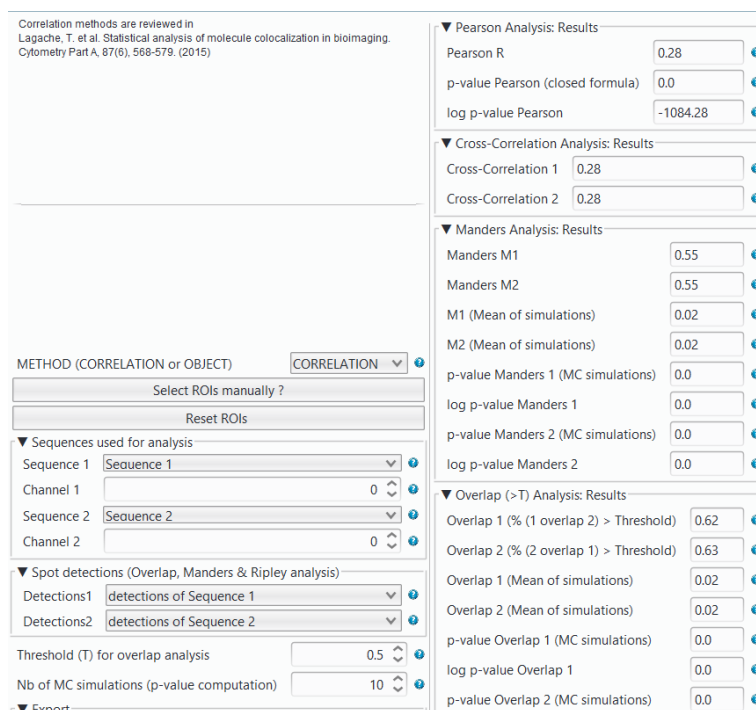 Correlation methods are reviewed in
Lagache, T. et al. Statistical analysis of molecule colocalization in bioimaging.
Cytometry Part A, 87(6), 568-579. (2015)
METHOD (CORRELATION or OBJECT) CORRELATION
Select ROIs manually ?
Reset ROIs
▼ Sequences used for analysis
Sequence 1 Sequence 1
Channel 1 0
Sequence 2 Sequence 2
Channel 2 0
▼ Spot detections (Overlap, Manders & Ripley analysis)
Detections1 detections of Sequence 1
Detections2 detections of Sequence 2
Threshold (T) for overlap analysis 0.5
Nb of MC simulations (p-value computation) 10
▼ Export
▼ Pearson Analysis: Results
Pearson R 0.28
p-value Pearson (closed formula) 0.0
log p-value Pearson -1084.28
▼ Cross-Correlation Analysis: Results
Cross-Correlation 1 0.28
Cross-Correlation 2 0.28
▼ Manders Analysis: Results
Manders M1 0.55
Manders M2 0.55
M1 (Mean of simulations) 0.02
M2 (Mean of simulations) 0.02
p-value Manders 1 (MC simulations) 0.0
log p-value Manders 1 0.0
p-value Manders 2 (MC simulations) 0.0
log p-value Manders 2 0.0
▼ Overlap (>T) Analysis: Results
Overlap 1 (% (1 overlap 2) > Threshold) 0.62
Overlap 2 (% (2 overlap 1) > Threshold) 0.63
Overlap 1 (Mean of simulations) 0.02
Overlap 2 (Mean of simulations) 0.02
p-value Overlap 1 (MC simulations) 0.0
log p-value Overlap 1 0.0
p-value Overlap 2 (MC simulations) 0.0